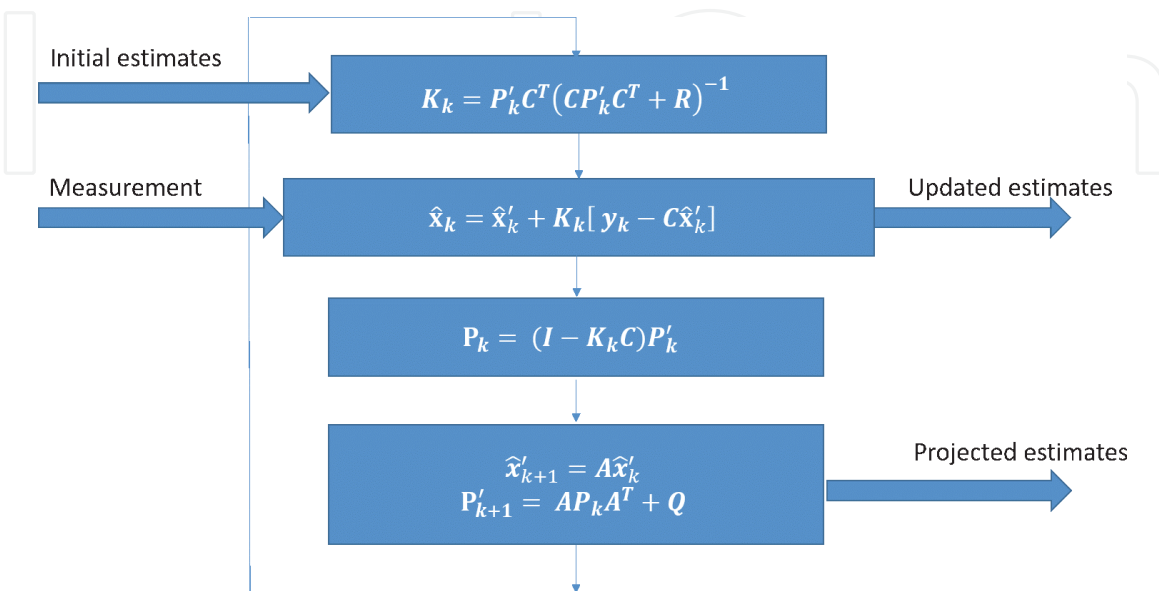 Initial estimates
K_k = P′_k C^T (C P′_k C^T + R)^−1
Measurement
x̂_k = x̂′_k + K_k[ y_k − C x̂′_k]
Updated estimates
P_k = (I − K_k C)P′_k
x̂′_{k+1} = A x̂′_k
P′_{k+1} = A P_k A^T + Q
Projected estimates